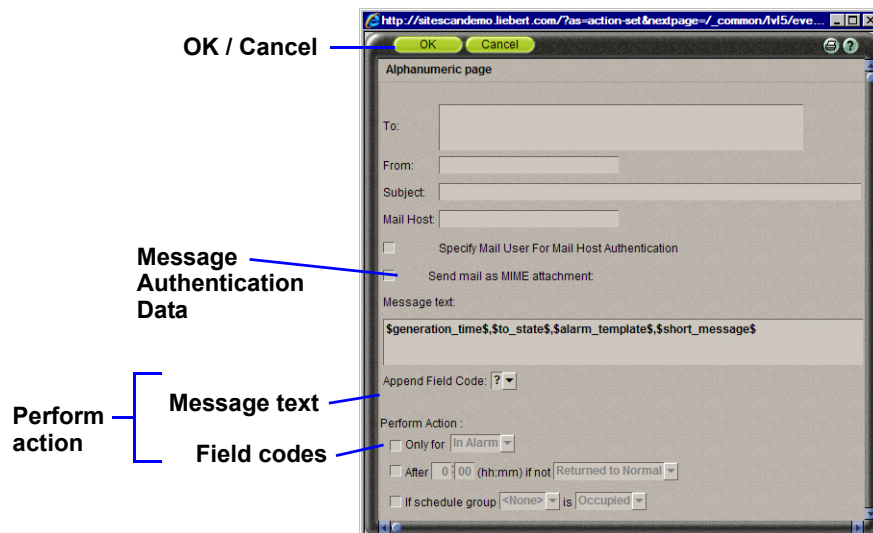 http://sitescandemo.liebert.com/?as=action-set&nextpage=/_common/lvl5/eve...
OK / Cancel
OK Cancel
?
Alphanumeric page
To:
From:
Subject:
Mail Host:
Specify Mail User For Mail Host Authentication
Message
Authentication
Data
Send mail as MIME attachment:
Message text:
$generation_time$,$to_state$,$alarm_template$,$short_message$
Append Field Code: ?
Message text
Perform
action
Field codes
Perform Action :
Only for In Alarm
After 0:00 (hh:mm) if not Returned to Normal
If schedule group <None> is Occupied